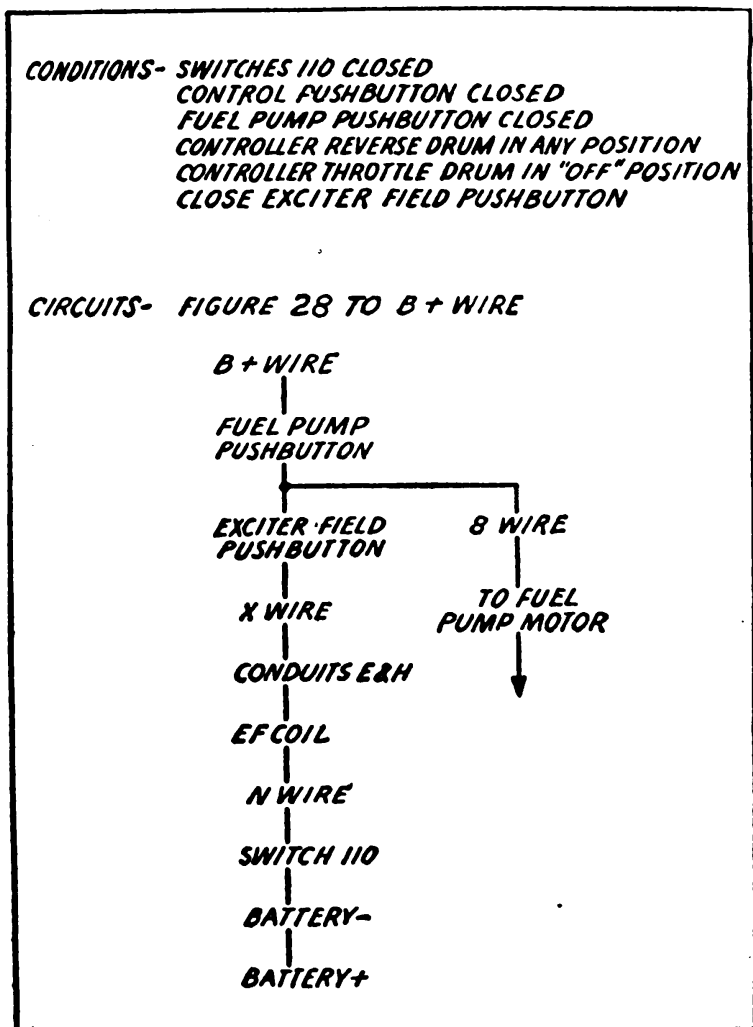 CONDITIONS- SWITCHES 110 CLOSED
CONTROL PUSHBUTTON CLOSED
FUEL PUMP PUSHBUTTON CLOSED
CONTROLLER REVERSE DRUM IN ANY POSITION
CONTROLLER THROTTLE DRUM IN "OFF" POSITION
CLOSE EXCITER FIELD PUSHBUTTON
CIRCUITS- FIGURE 28 TO B + WIRE
B + WIRE
FUEL PUMP
PUSHBUTTON
EXCITER FIELD
PUSHBUTTON
8 WIRE
X WIRE
TO FUEL
PUMP MOTOR
CONDUITS E&H
EF COIL
N WIRE
SWITCH 110
BATTERY-
BATTERY+